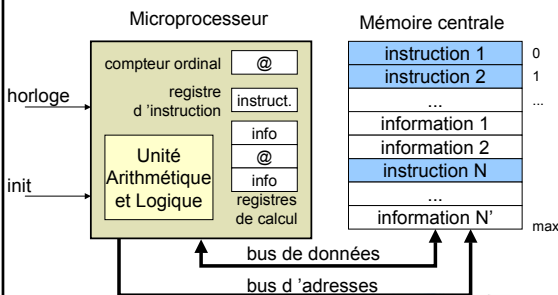 Microprocesseur
Mémoire centrale
compteur ordinal
@
registre
d 'instruction
instruct.
horloge
init
Unité
Arithmétique
et Logique
info
@
info
registres
de calcul
instruction 1
0
instruction 2
1
...
...
information 1
information 2
instruction N
...
information N'
max
bus de données
bus d 'adresses